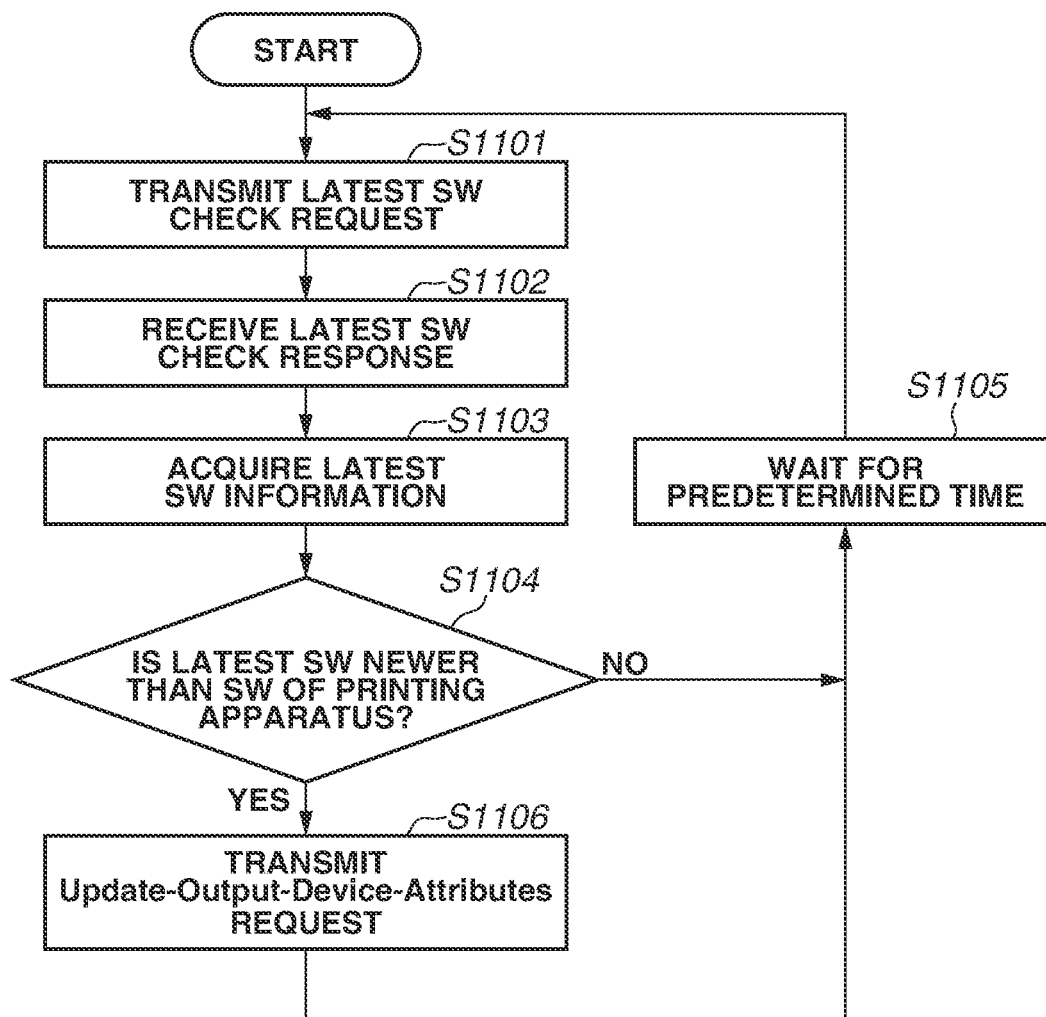 START
S1101
TRANSMIT LATEST SW
CHECK REQUEST
S1102
RECEIVE LATEST SW
CHECK RESPONSE
S1103
ACQUIRE LATEST
SW INFORMATION
S1105
WAIT FOR
PREDETERMINED TIME
S1104
IS LATEST SW NEWER
THAN SW OF PRINTING
APPARATUS?
NO
YES
S1106
TRANSMIT
Update-Output-Device-Attributes
REQUEST